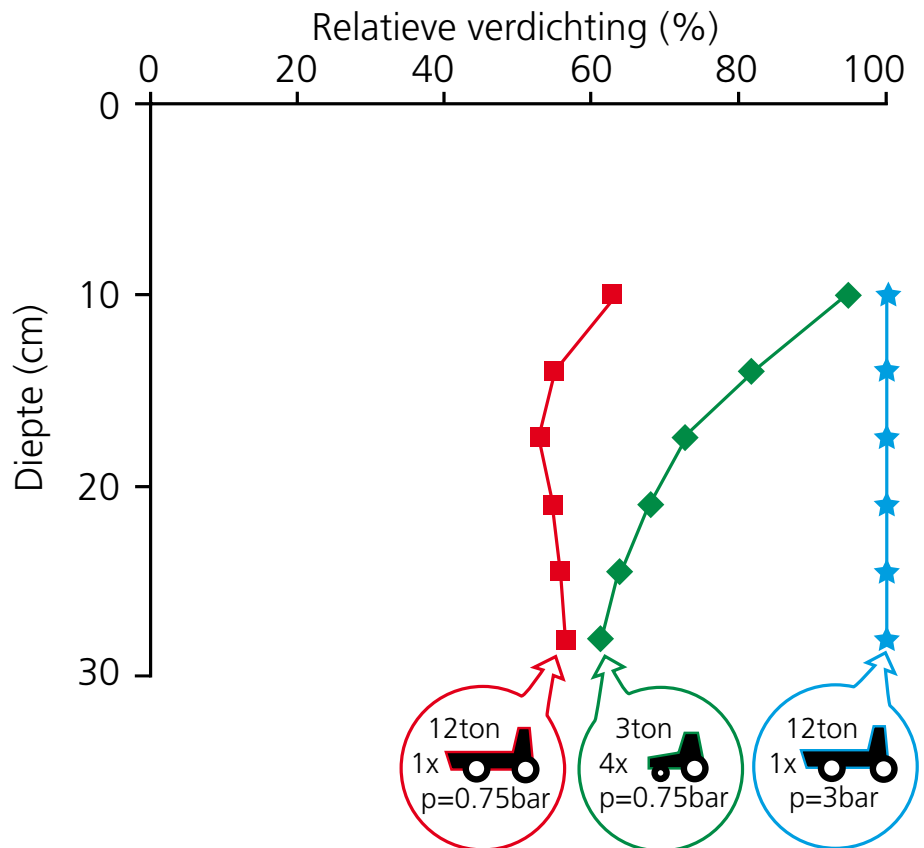 Relatieve verdichting (%)
0 20 40 60 80 100
0
10
20
30
Diepte (cm)
12ton
1x
p=0.75bar
3ton
4x
p=0.75bar
12ton
1x
p=3bar